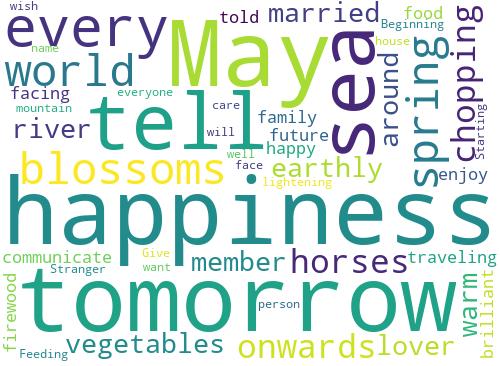 wish
every
May
told
married
food
Beginning
name
world
sea
house
around
spring
chopping
Starting
facing
everyone
tell
mountain
care
river
will
family
future
well
happy
blossoms
face
earthly
lightening
enjoy
happiness
communicate
Give
want
Stranger
member
horses
traveling
firewood
tomorrow
person
warm
brilliant
Feeding
vegetables
onwards
lover